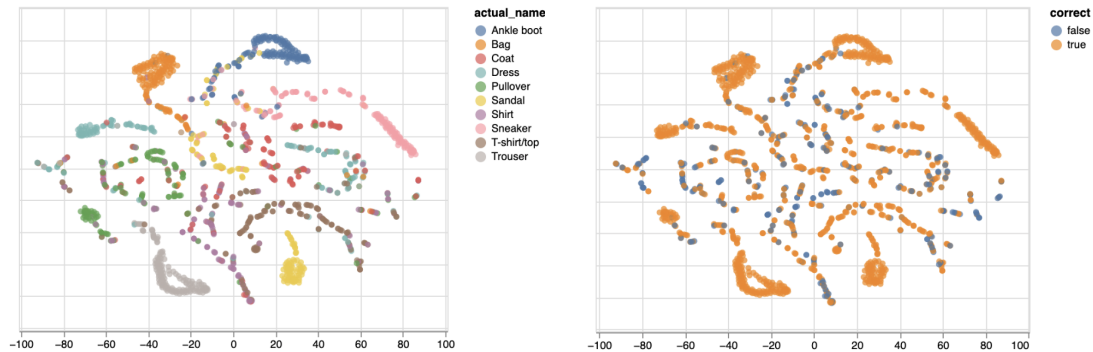 actual_name
Ankle boot
Bag
Coat
Dress
Pullover
Sandal
Shirt
Sneaker
T-shirt/top
Trouser
−100 −80 −60 −40 −20 0 20 40 60 80 100
correct
false
true
−100 −80 −60 −40 −20 0 20 40 60 80 100